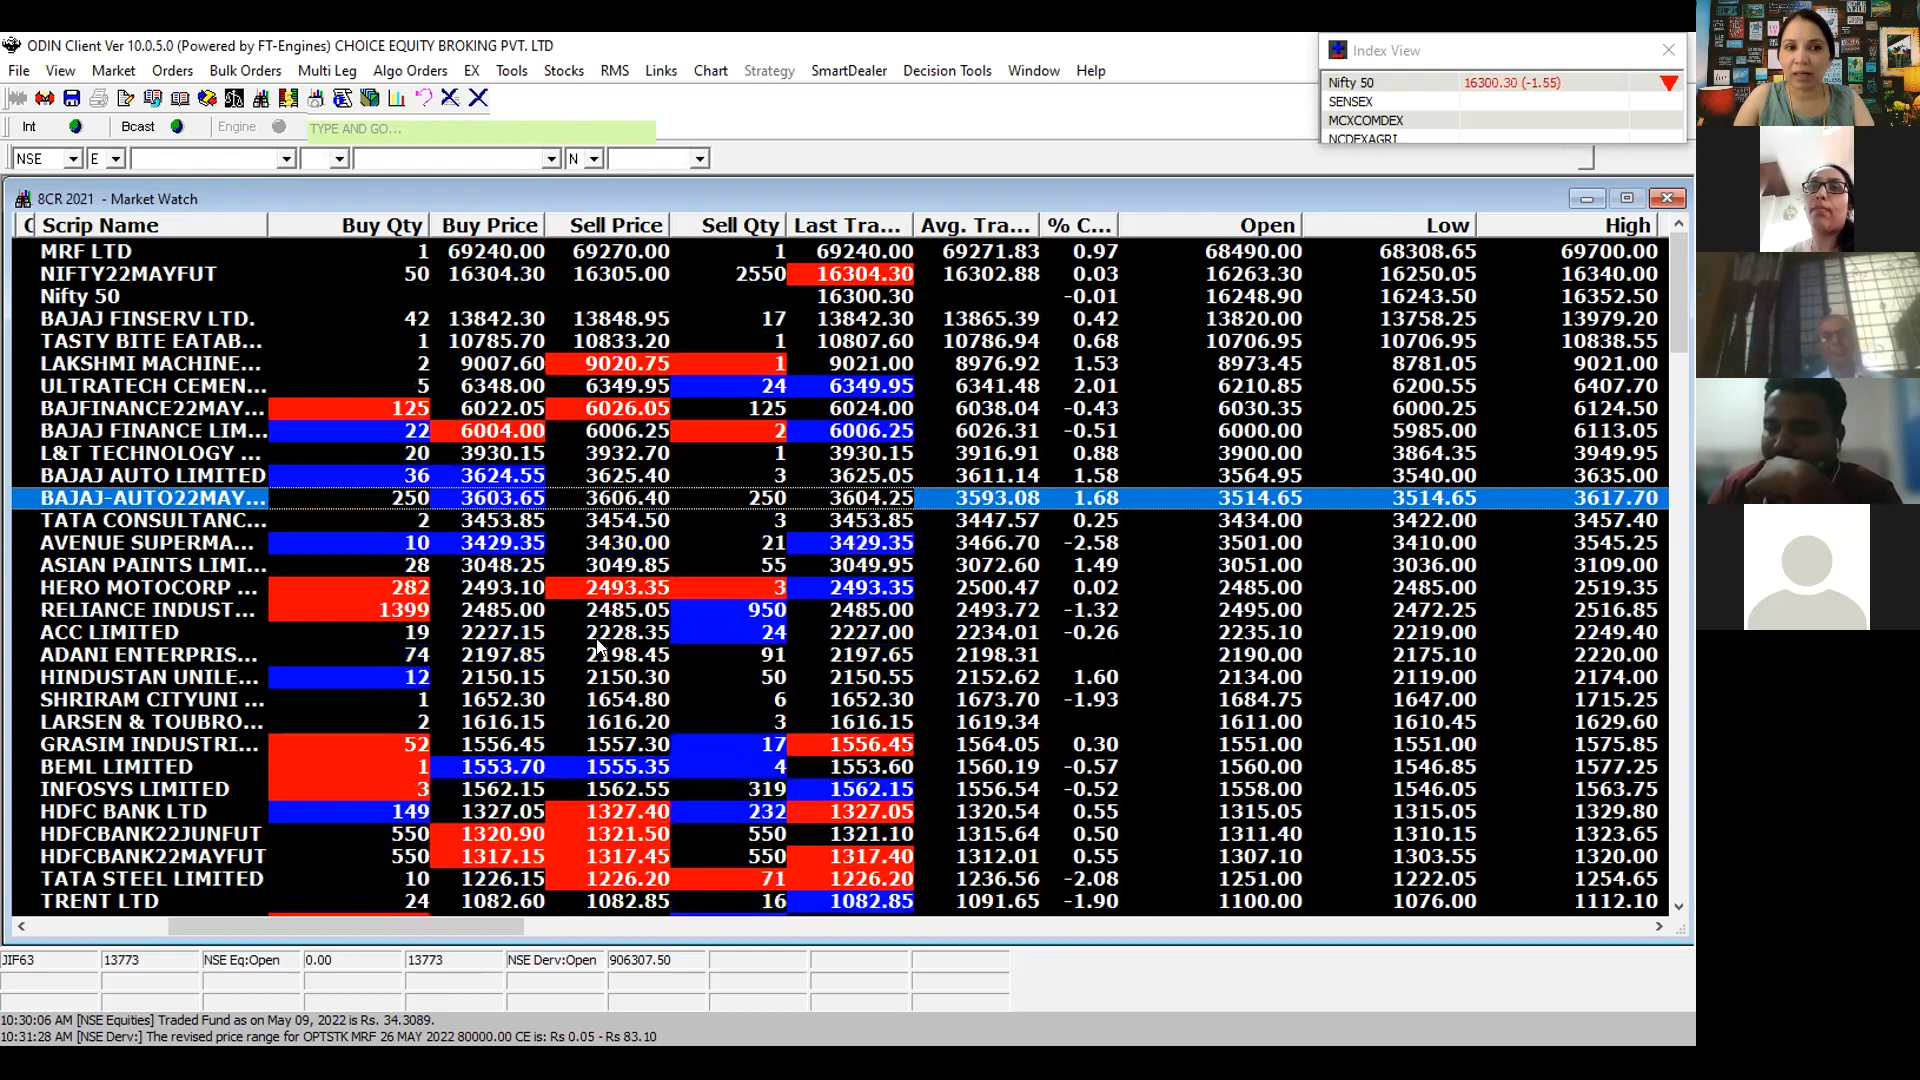 ODIN Client Ver 10.0.5.0 (Powered by FT-Engines) CHOICE EQUITY BROKING PVT. LTD
File View Market Orders Bulk Orders Multi Leg Algo Orders EX Tools Stocks RMS Links Chart Strategy SmartDealer Decision Tools Window Help
Index View
Nifty 50 16300.30 (-1.55)
SENSEX
MCXCOMDEX
NCDEXAGRI
Int Bcast Engine TYPE AND GO...
NSE E N
8CR 2021 - Market Watch
C Scrip Name Buy Qty Buy Price Sell Price Sell Qty Last Tra... Avg. Tra... % C... Open Low High
MRF LTD 1 69240.00 69270.00 1 69240.00 69271.83 0.97 68490.00 68308.65 69700.00
NIFTY22MAYFUT 50 16304.30 16305.00 2550 16304.30 16302.88 0.03 16263.30 16250.05 16340.00
Nifty 50 16300.30 -0.01 16248.90 16243.50 16352.50
BAJAJ FINSERV LTD. 42 13842.30 13848.95 17 13842.30 13865.39 0.42 13820.00 13758.25 13979.20
TASTY BITE EATAB... 1 10785.70 10833.20 1 10807.60 10786.94 0.68 10706.95 10706.95 10838.55
LAKSHMI MACHINE... 2 9007.60 9020.75 1 9021.00 8976.92 1.53 8973.45 8781.05 9021.00
ULTRATECH CEMEN... 5 6348.00 6349.95 24 6349.95 6341.48 2.01 6210.85 6200.55 6407.70
BAJFINANCE22MAY... 125 6022.05 6026.05 125 6024.00 6038.04 -0.43 6030.35 6000.25 6124.50
BAJAJ FINANCE LIM... 22 6004.00 6006.25 2 6006.25 6026.31 -0.51 6000.00 5985.00 6113.05
L&T TECHNOLOGY ... 20 3930.15 3932.70 1 3930.15 3916.91 0.88 3900.00 3864.35 3949.95
BAJAJ AUTO LIMITED 36 3624.55 3625.40 3 3625.05 3611.14 1.58 3564.95 3540.00 3635.00
BAJAJ-AUTO22MAY... 250 3603.65 3606.40 250 3604.25 3593.08 1.68 3514.65 3514.65 3617.70
TATA CONSULTANC... 2 3453.85 3454.50 3 3453.85 3447.57 0.25 3434.00 3422.00 3457.40
AVENUE SUPERMA... 10 3429.35 3430.00 21 3429.35 3466.70 -2.58 3501.00 3410.00 3545.25
ASIAN PAINTS LIMI... 28 3048.25 3049.85 55 3049.95 3072.60 1.49 3051.00 3036.00 3109.00
HERO MOTOCORP ... 282 2493.10 2493.35 3 2493.35 2500.47 0.02 2485.00 2485.00 2519.35
RELIANCE INDUST... 1399 2485.00 2485.05 950 2485.00 2493.72 -1.32 2495.00 2472.25 2516.85
ACC LIMITED 19 2227.15 2228.35 24 2227.00 2234.01 -0.26 2235.10 2219.00 2249.40
ADANI ENTERPRIS... 74 2197.85 2198.45 91 2197.65 2198.31 2190.00 2175.10 2220.00
HINDUSTAN UNILE... 12 2150.15 2150.30 50 2150.55 2152.62 1.60 2134.00 2119.00 2174.00
SHRIRAM CITYUNI ... 1 1652.30 1654.80 6 1652.30 1673.70 -1.93 1684.75 1647.00 1715.25
LARSEN & TOUBRO... 2 1616.15 1616.20 3 1616.15 1619.34 1611.00 1610.45 1629.60
GRASIM INDUSTRI... 52 1556.45 1557.30 17 1556.45 1564.05 0.30 1551.00 1551.00 1575.85
BEML LIMITED 1 1553.70 1555.35 4 1553.60 1560.19 -0.57 1560.00 1546.85 1577.25
INFOSYS LIMITED 3 1562.15 1562.55 319 1562.15 1556.54 -0.52 1558.00 1546.05 1563.75
HDFC BANK LTD 149 1327.05 1327.40 232 1327.05 1320.54 0.55 1315.05 1315.05 1329.80
HDFCBANK22JUNFUT 550 1320.90 1321.50 550 1321.10 1315.64 0.50 1311.40 1310.15 1323.65
HDFCBANK22MAYFUT 550 1317.15 1317.45 550 1317.40 1312.01 0.55 1307.10 1303.55 1320.00
TATA STEEL LIMITED 10 1226.15 1226.20 71 1226.20 1236.56 -2.08 1251.00 1222.05 1254.65
TRENT LTD 24 1082.60 1082.85 16 1082.85 1091.65 -1.90 1100.00 1076.00 1112.10
JIF63 13773 NSE Eq:Open 0.00 13773 NSE Derv:Open 906307.50
10:30:06 AM [NSE Equities] Traded Fund as on May 09, 2022 is Rs. 34.3089.
10:31:28 AM [NSE Derv:] The revised price range for OPTSTK MRF 26 MAY 2022 80000.00 CE is: Rs 0.05 - Rs 83.10